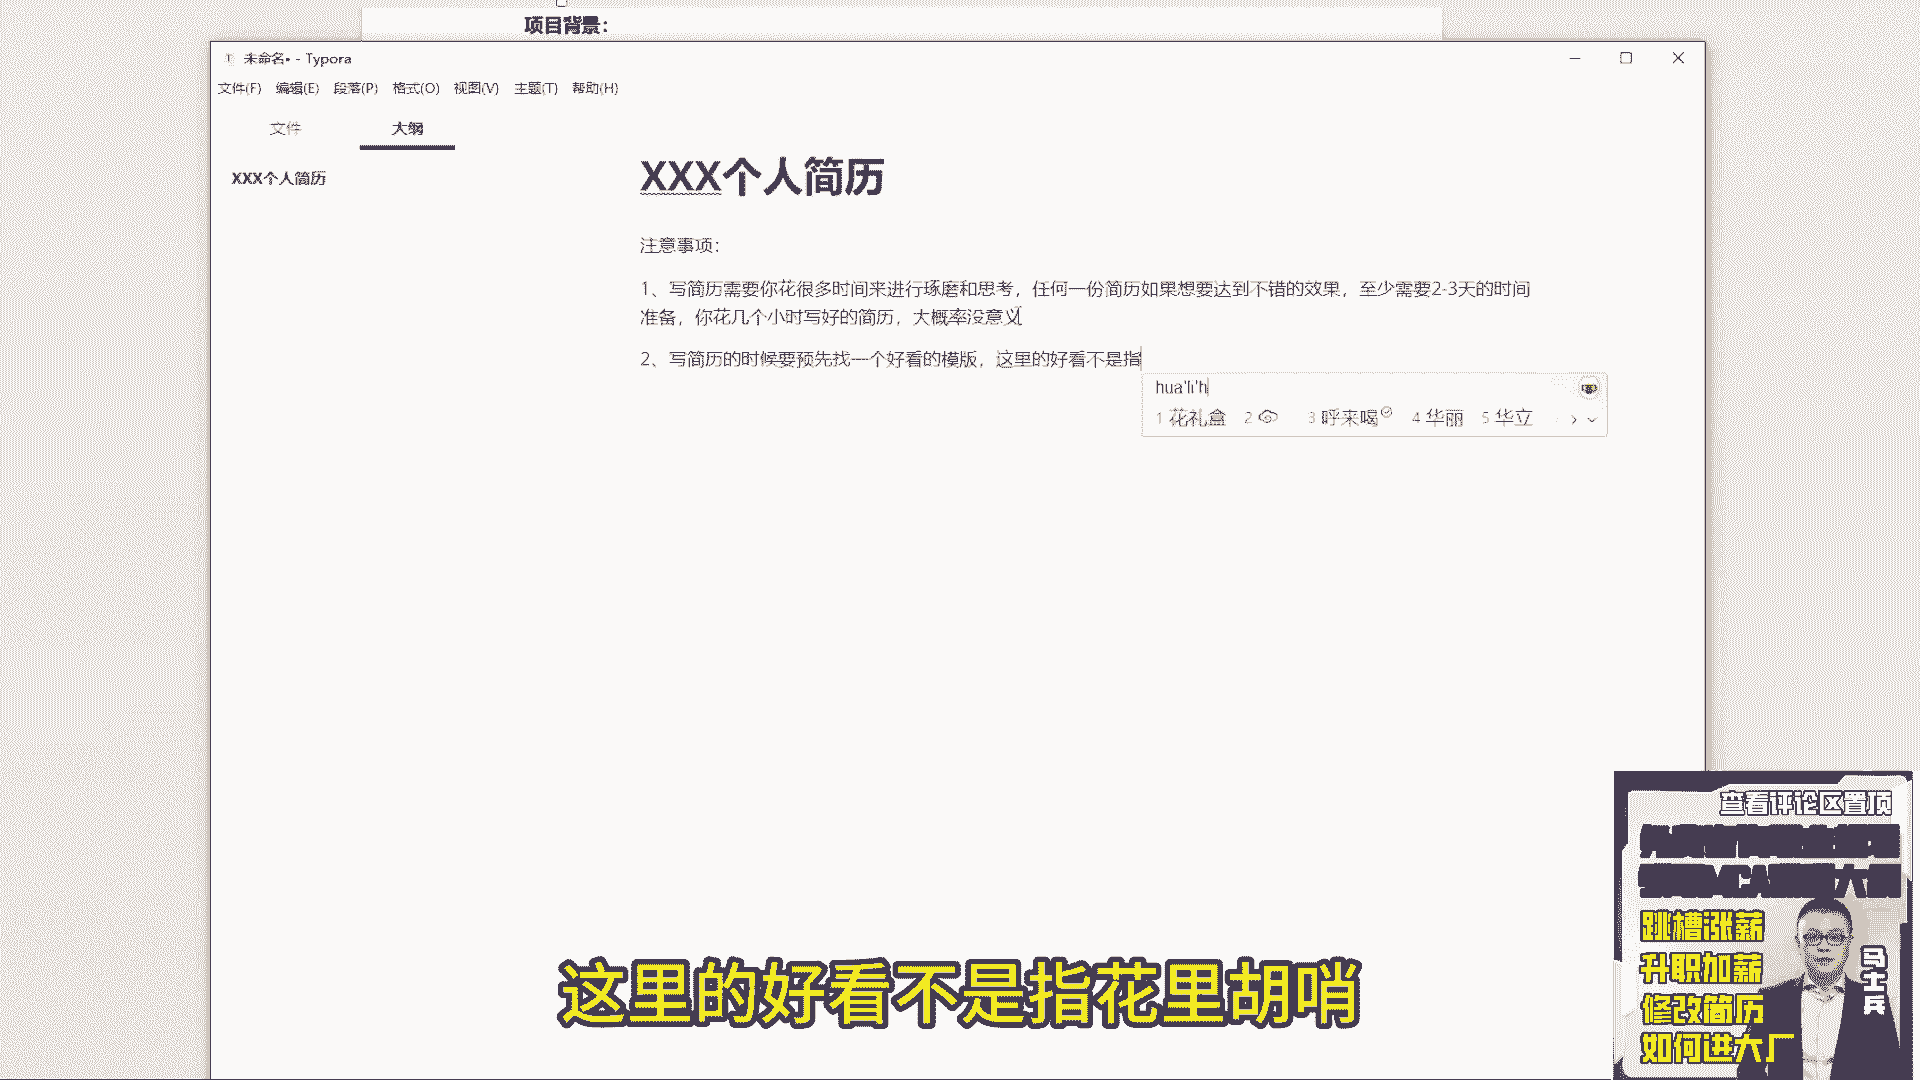 项目背景：
未命名• - Typora
文件(F) 编辑(E) 段落(P) 格式(O) 视图(V) 主题(T) 帮助(H)
文件 大纲
XXX个人简历
XXX个人简历
注意事项：
1、写简历需要你花很多时间来进行琢磨和思考，任何一份简历如果想要达到不错的效果，至少需要2-3天的时间
准备，你花几个小时写好的简历，大概率没意义
2、写简历的时候要预先找一个好看的模版，这里的好看不是指
hua'li'h
1 花礼盒 2 3 呼来喝 4 华丽 5 华立
查看评论区置顶
跳槽涨薪
升职加薪
修改简历
如何进大厂
马士兵
这里的好看不是指花里胡哨